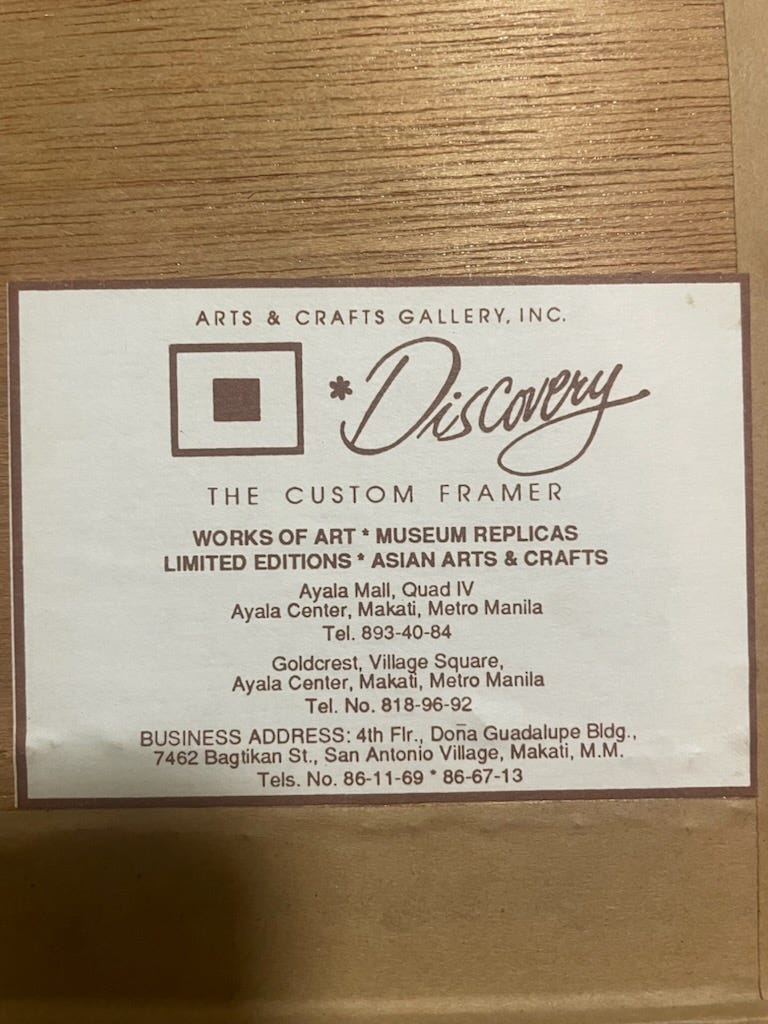 ARTS & CRAFTS GALLERY, INC.
*Discovery
THE CUSTOM FRAMER
WORKS OF ART * MUSEUM REPLICAS
LIMITED EDITIONS * ASIAN ARTS & CRAFTS
Ayala Mall, Quad IV
Ayala Center, Makati, Metro Manila
Tel. 893-40-84
Goldcrest, Village Square,
Ayala Center, Makati, Metro Manila
Tel. No. 818-96-92
BUSINESS ADDRESS: 4th Flr., Doña Guadalupe Bldg.,
7462 Bagtikan St., San Antonio Village, Makati, M.M.
Tels. No. 86-11-69 * 86-67-13